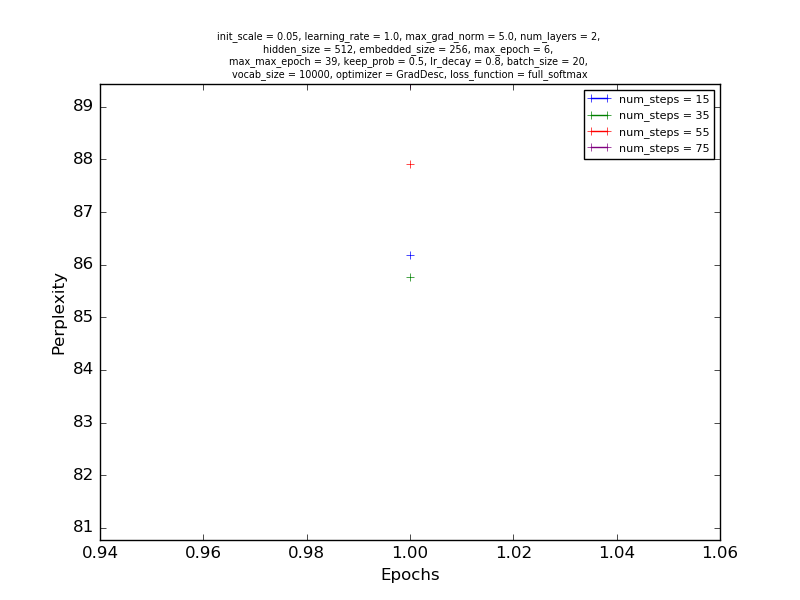 init_scale = 0.05, learning_rate = 1.0, max_grad_norm = 5.0, num_layers = 2,
hidden_size = 512, embedded_size = 256, max_epoch = 6,
max_max_epoch = 39, keep_prob = 0.5, lr_decay = 0.8, batch_size = 20,
vocab_size = 10000, optimizer = GradDesc, loss_function = full_softmax
num_steps = 15
num_steps = 35
num_steps = 55
num_steps = 75
89
88
87
86
85
84
83
82
81
Perplexity
0.94 0.96 0.98 1.00 1.02 1.04 1.06
Epochs